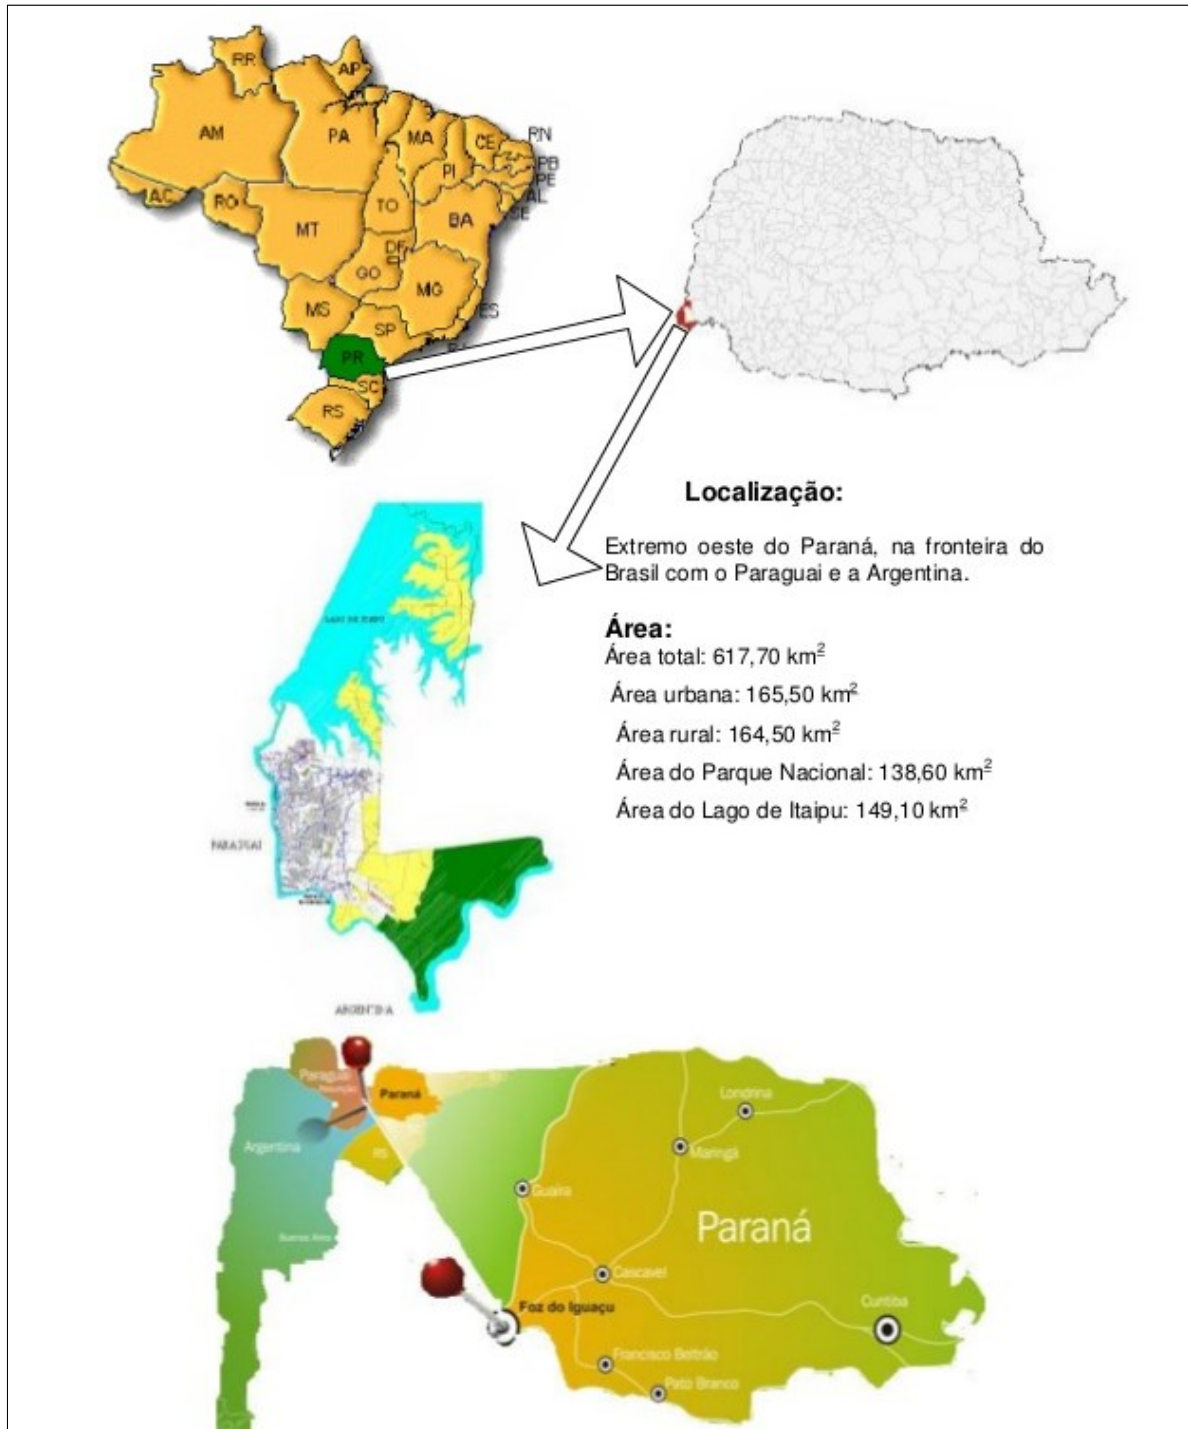 RR
AP
AM
PA
MA
CE
RN
PB
PE
AL
SE
PI
AC
RO
TO
BA
MT
DF
GO
MG
ES
MS
SP
PR
SC
RS
Localização:
Extremo oeste do Paraná, na fronteira do
Brasil com o Paraguai e a Argentina.
Área:
Área total: 617,70 km²
Área urbana: 165,50 km²
Área rural: 164,50 km²
Área do Parque Nacional: 138,60 km²
Área do Lago de Itaipu: 149,10 km²
PARAGUAI
ARGENTINA
Paraguai
Paraná
Argentina
RS
Buenos Aires
Londrina
Maringá
Guaíra
Paraná
Cascavel
Foz do Iguaçu
Curitiba
Francisco Beltrão
Pato Branco